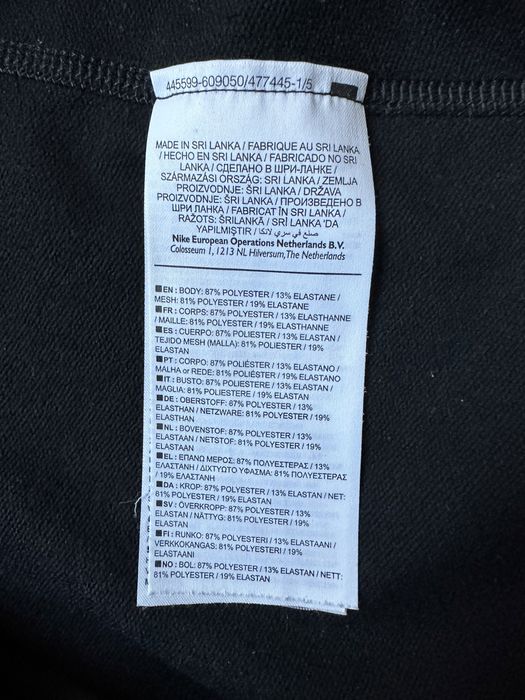 445599-609050/477445-1/5
MADE IN SRI LANKA / FABRIQUE AU SRI LANKA
/ HECHO EN SRI LANKA / FABRICADO NO SRI
LANKA / СДЕЛАНО В ШРИ-ЛАНКЕ /
SZÁRMAZÁSI ORSZÁG: SRI LANKA / ZEMLJA
PROIZVODNJE: ŠRI LANKA / DRŽAVA
PROIZVODNJE: ŠRI LANKA / ПРОИЗВЕДЕНО В
ШРИ ЛАНКА / FABRICAT ÎN SRI LANKA /
RAŽOTS: ŠRILANKĀ / SRI LANKA 'DA
YAPILMIŞTIR / صنع في سري لانكا
Nike European Operations Netherlands B.V.
Colosseum 1, 1213 NL Hilversum, The Netherlands
EN : BODY: 87% POLYESTER / 13% ELASTANE /
MESH: 81% POLYESTER / 19% ELASTANE
FR : CORPS: 87% POLYESTER / 13% ELASTHANNE
/ MAILLE: 81% POLYESTER / 19% ELASTHANNE
ES : CUERPO: 87% POLIÉSTER / 13% ELASTAN /
TEJIDO MESH (MALLA): 81% POLIÉSTER / 19%
ELASTAN
PT : CORPO: 87% POLIÉSTER / 13% ELASTANO /
MALHA or REDE: 81% POLIÉSTER / 19% ELASTANO
IT : BUSTO: 87% POLIESTERE / 13% ELASTAN /
MAGLIA: 81% POLIESTERE / 19% ELASTAN
DE : OBERSTOFF: 87% POLYESTER / 13%
ELASTHAN / NETZWARE: 81% POLYESTER / 19%
ELASTHAN
NL : BOVENSTOF: 87% POLYESTER / 13%
ELASTAAN / NETSTOF: 81% POLYESTER / 19%
ELASTAAN
EL : ΕΠΑΝΩ ΜΕΡΟΣ: 87% ΠΟΛΥΕΣΤΕΡΑΣ / 13%
ΕΛΑΣΤΑΝΗ / ΔΙΧΤΥΩΤΟ ΥΦΑΣΜΑ: 81% ΠΟΛΥΕΣΤΕΡΑΣ
/ 19% ΕΛΑΣΤΑΝΗ
DA : KROP: 87% POLYESTER / 13% ELASTAN / NET:
81% POLYESTER / 19% ELASTAN
SV : ÖVERKROPP: 87% POLYESTER / 13%
ELASTAN / NÄTTYG: 81% POLYESTER / 19% ELASTAN
FI : RUNKO: 87% POLYESTERI / 13% ELASTAANI /
VERKKOKANGAS: 81% POLYESTERI / 19%
ELASTAANI
NO : BOL: 87% POLYESTER / 13% ELASTAN / NETT:
81% POLYESTER / 19% ELASTAN